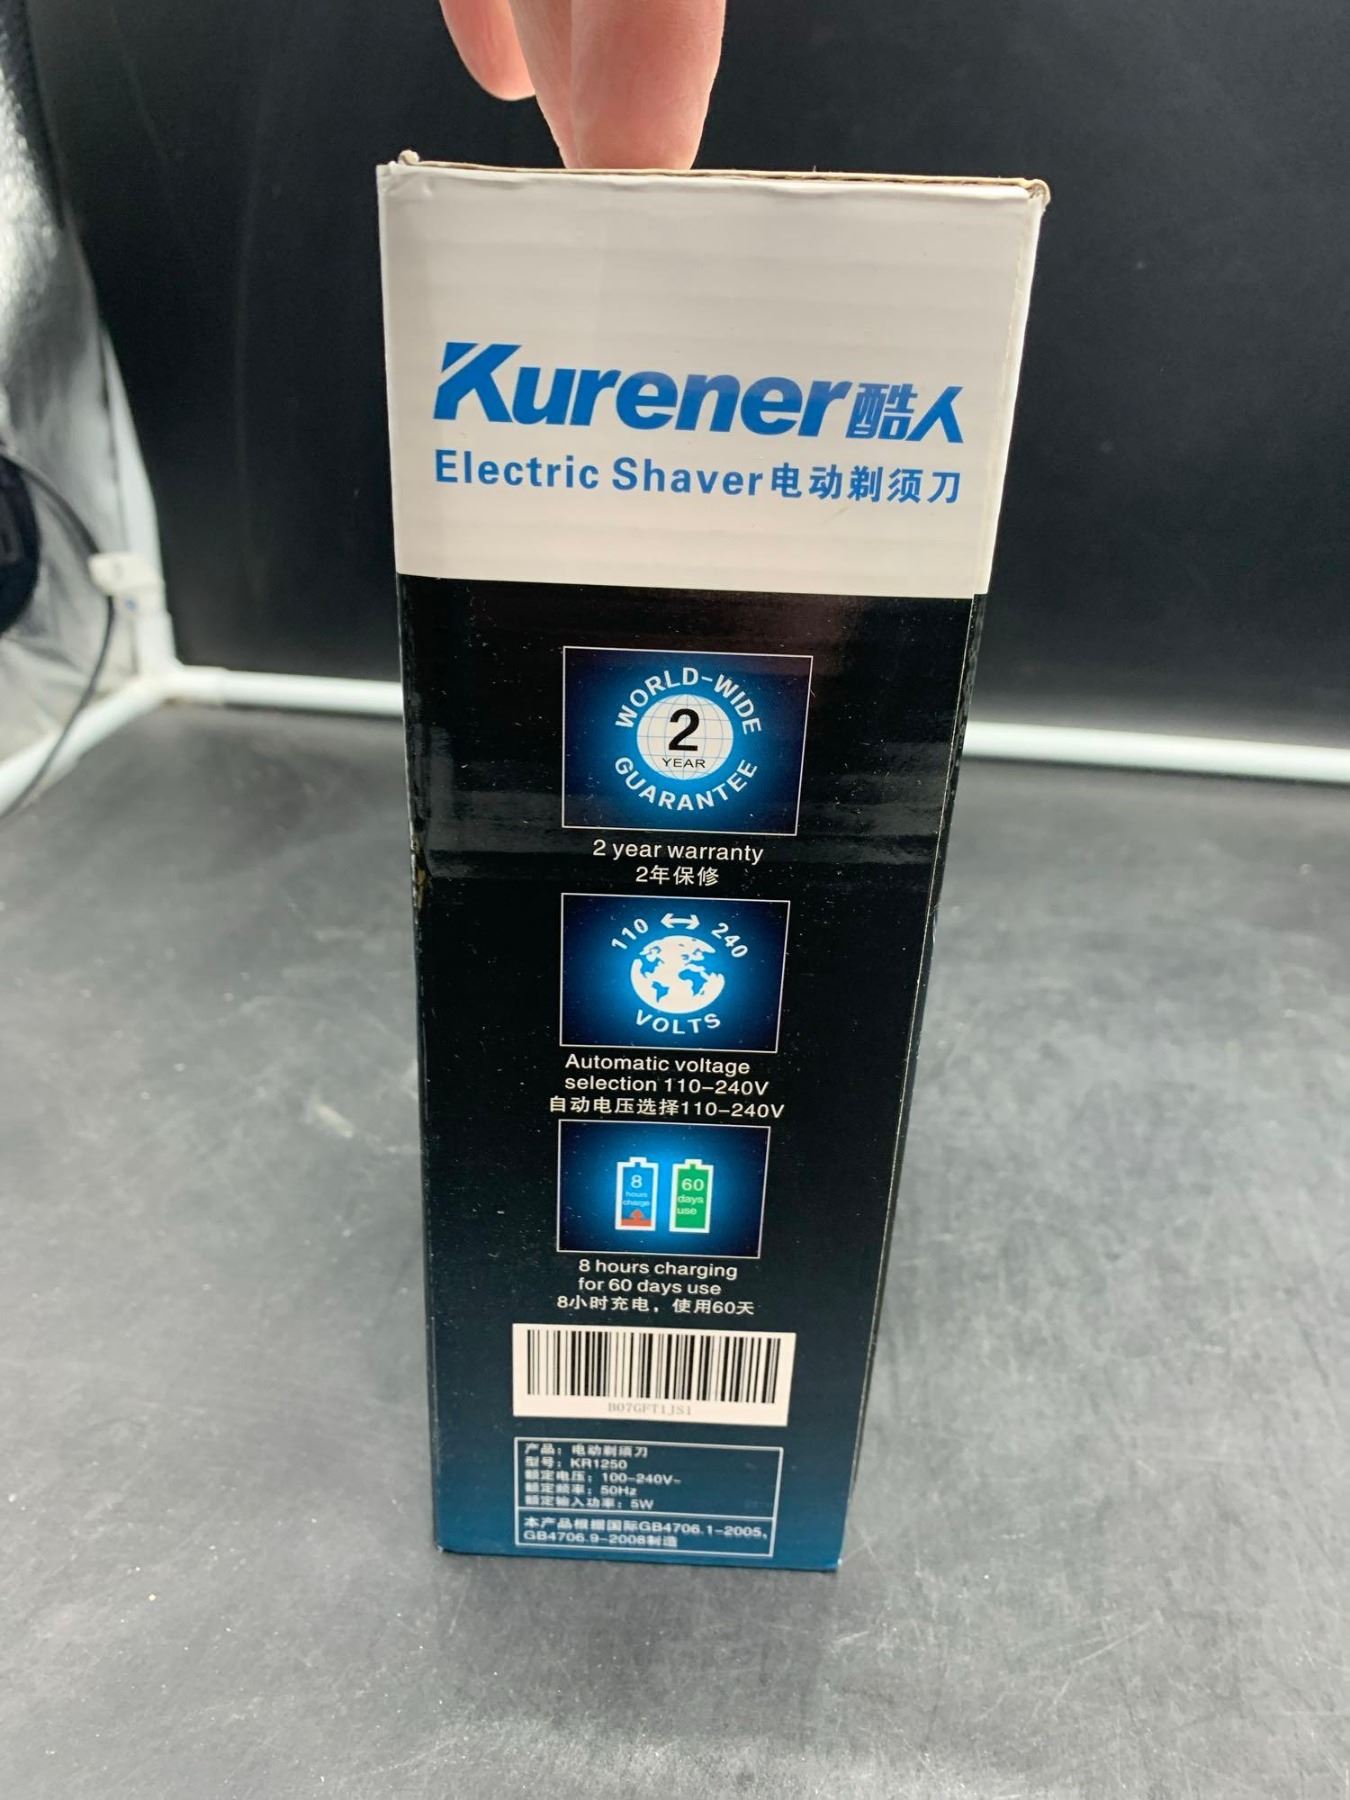 Kurener酷人
Electric Shaver电动剃须刀
WORLD-WIDE
2
YEAR
GUARANTEE
2 year warranty
2年保修
110 ↔ 240
VOLTS
Automatic voltage
selection 110-240V
自动电压选择110-240V
8
hours
charge
60
days
use
8 hours charging
for 60 days use
8小时充电，使用60天
B07GFT1JS1
产品：电动剃须刀
型号：KR1250
额定电压：100-240V~
额定频率：50Hz
额定输入功率：5W
本产品根据国际GB4706.1-2005,
GB4706.9-2008制造